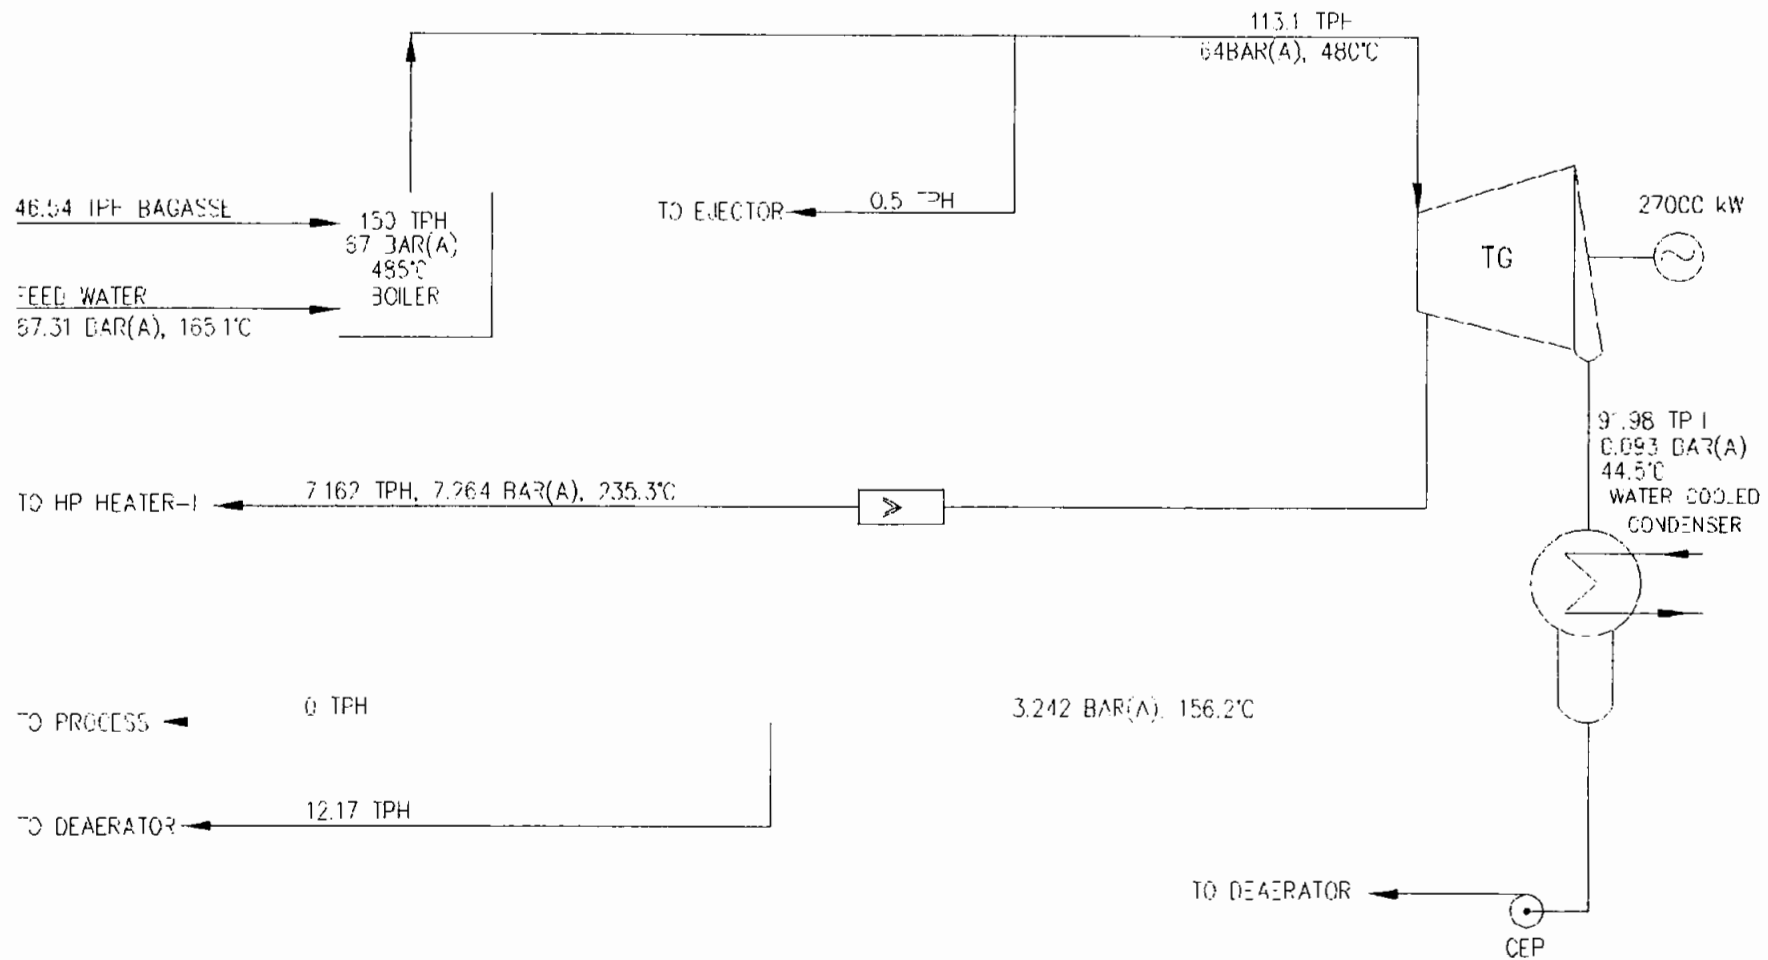 113.1 TPH
64BAR(A), 480°C
46.54 TPH BAGASSE
150 TPH
67 BAR(A)
485°C
BOILER
TO EJECTOR
0.5 TPH
27000 kW
TG
FEED WATER
67.31 BAR(A), 165.1°C
91.98 TPH
0.093 BAR(A)
44.5°C
WATER COOLED
CONDENSER
TO HP HEATER-1
7.162 TPH, 7.264 BAR(A), 235.3°C
TO PROCESS
0 TPH
3.242 BAR(A), 156.2°C
TO DEAERATOR
12.17 TPH
TO DEAERATOR
CEP